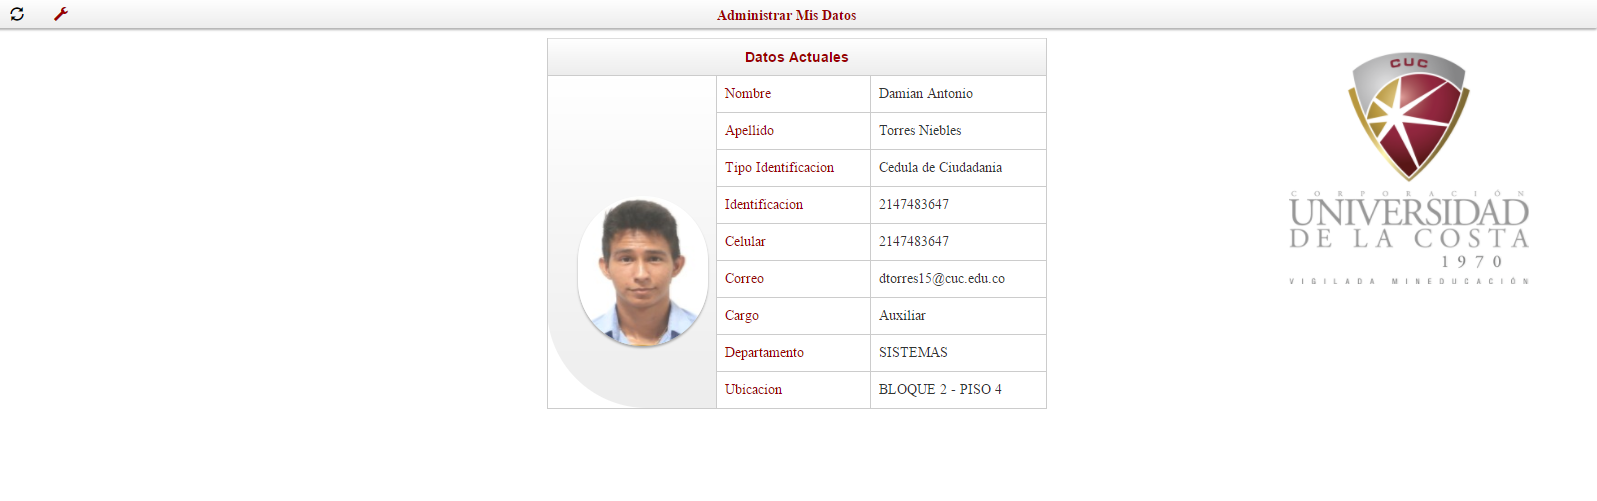 Administrar Mis Datos
Datos Actuales
Nombre Damian Antonio
Apellido Torres Niebles
Tipo Identificacion Cedula de Ciudadania
Identificacion 2147483647
Celular 2147483647
Correo dtorres15@cuc.edu.co
Cargo Auxiliar
Departamento SISTEMAS
Ubicacion BLOQUE 2 - PISO 4
CUC
CORPORACIÓN
UNIVERSIDAD
DE LA COSTA
1970
VIGILADA MINEDUCACIÓN